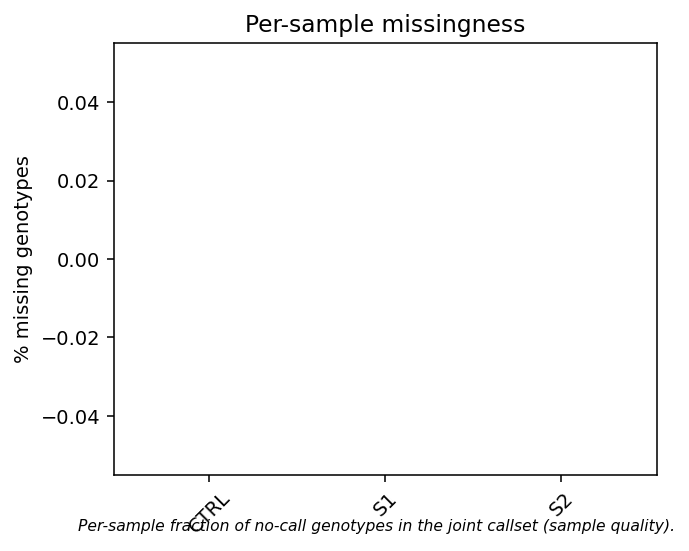 Per-sample missingness
0.04
0.02
0.00
−0.02
−0.04
% missing genotypes
CTRL
S1
S2
Per-sample fraction of no-call genotypes in the joint callset (sample quality).